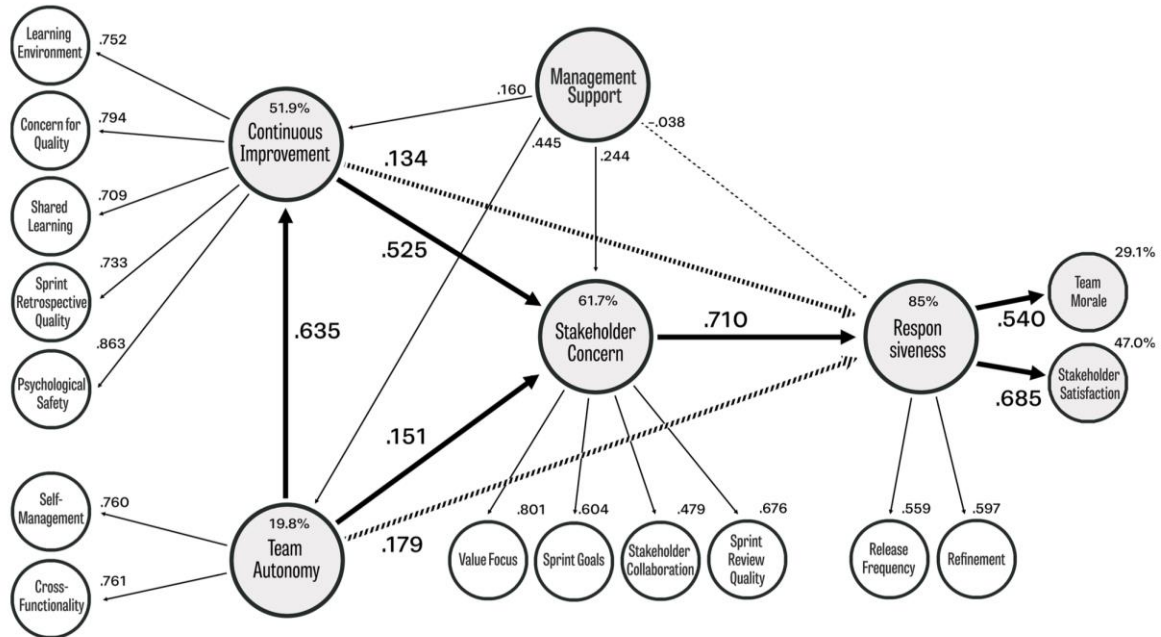 Learning
Environment
.752
Concern for
Quality
.794
Shared
Learning
.709
Sprint
Retrospective
Quality
.733
Psychological
Safety
.863
51.9%
Continuous
Improvement
Management
Support
.160
.445
.244
-.038
.134
.525
.635
.151
.179
61.7%
Stakeholder
Concern
.710
85%
Respon
siveness
29.1%
Team
Morale
.540
47.0%
Stakeholder
Satisfaction
.685
Self-
Management
.760
Cross-
Functionality
.761
19.8%
Team
Autonomy
.801
Value Focus
.604
Sprint Goals
.479
Stakeholder
Collaboration
.676
Sprint
Review
Quality
.559
Release
Frequency
.597
Refinement